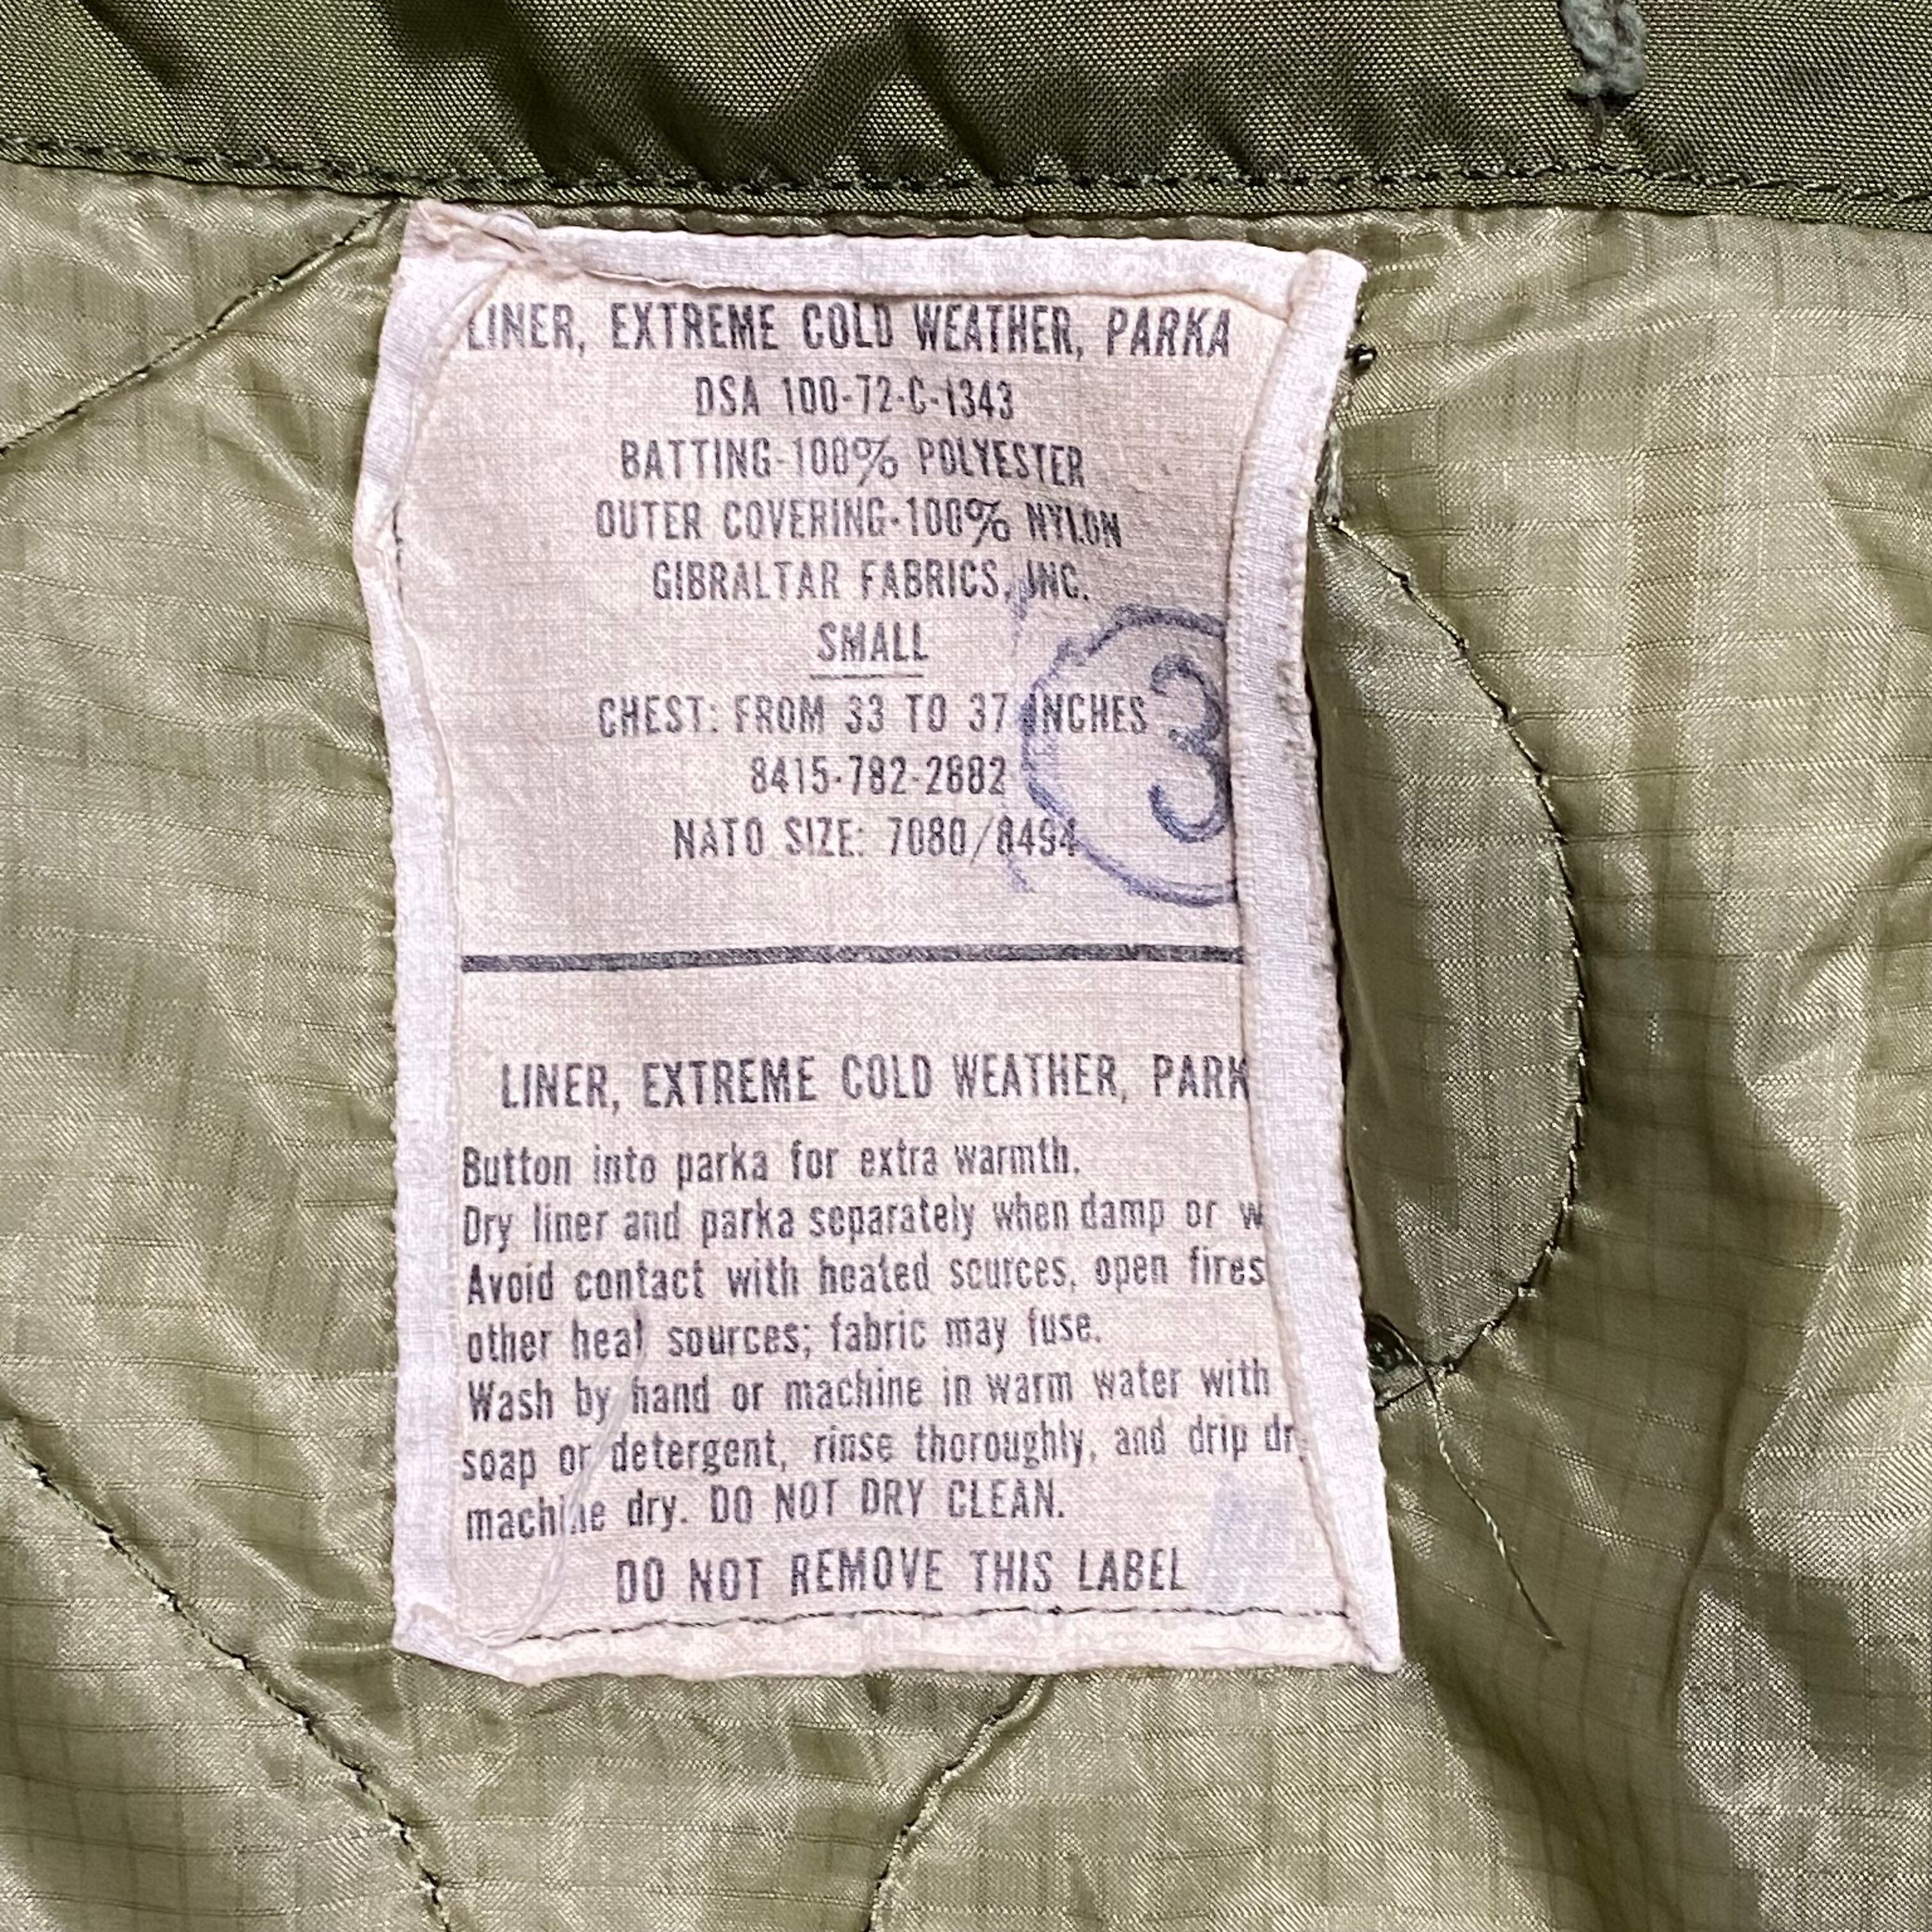 LINER, EXTREME COLD WEATHER, PARKA
DSA 100-72-C-1343
BATTING-100% POLYESTER
OUTER COVERING-100% NYLON
GIBRALTAR FABRICS, INC.
SMALL
CHEST: FROM 33 TO 37 INCHES
3
8415-782-2882
NATO SIZE: 7080/8494
LINER, EXTREME COLD WEATHER, PARK
Button into parka for extra warmth.
Dry liner and parka separately when damp or w
Avoid contact with heated sources, open fires
other heat sources; fabric may fuse.
Wash by hand or machine in warm water with
soap or detergent, rinse thoroughly, and drip dr
machine dry. DO NOT DRY CLEAN.
DO NOT REMOVE THIS LABEL